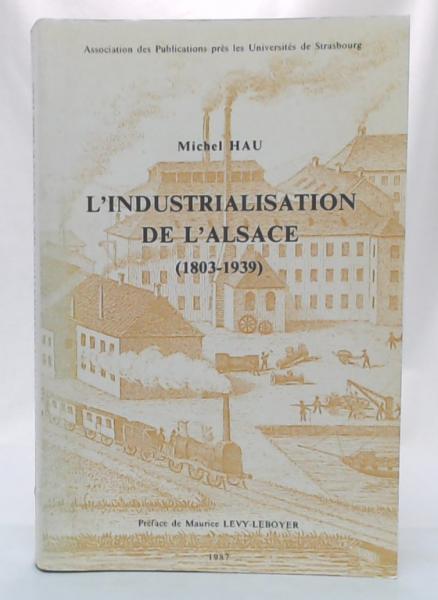 Association des Publications près les Universités de Strasbourg
Michel HAU
L'INDUSTRIALISATION
DE L'ALSACE
(1803-1939)
Préface de Maurice LEVY-LEBOYER
1987